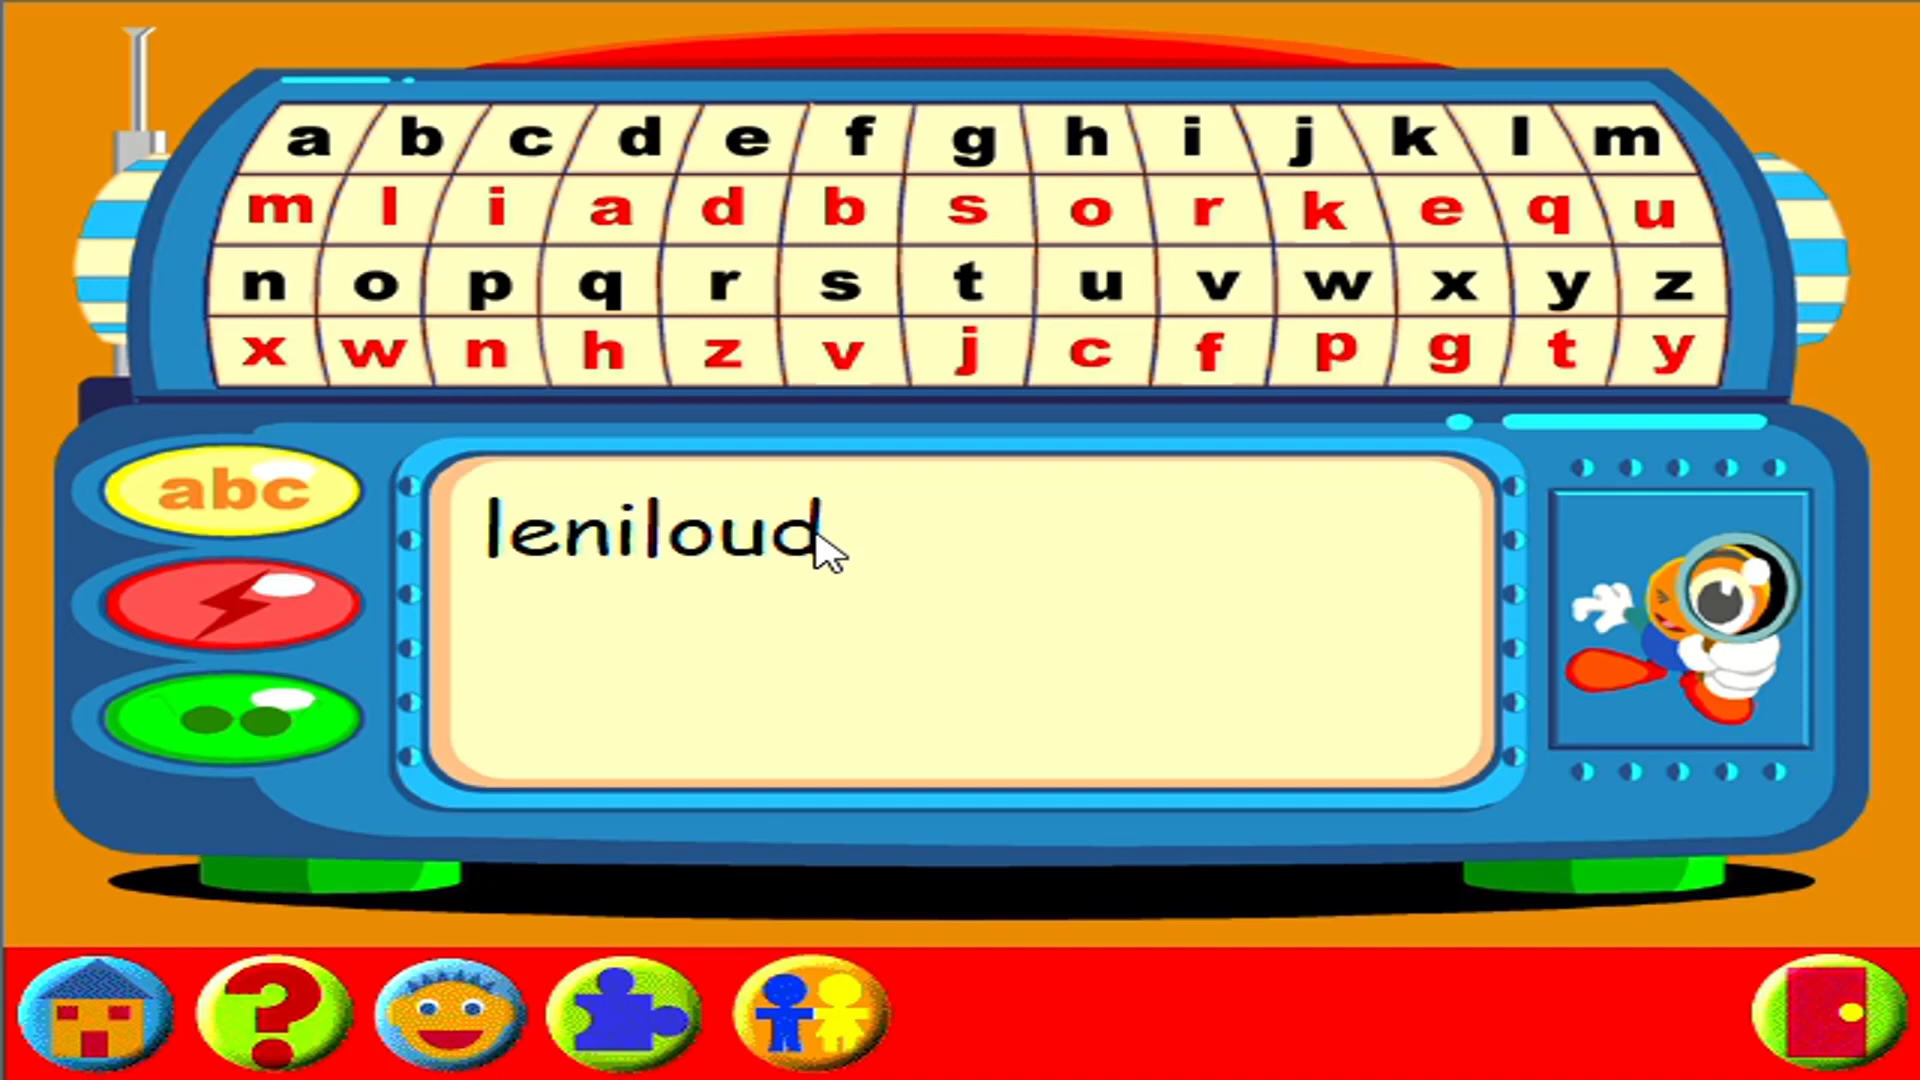 a b c d e f g h i j k l m
m l i a d b s o r k e q u
n o p q r s t u v w x y z
x w n h z v j c f p g t y
abc
leniloud
?